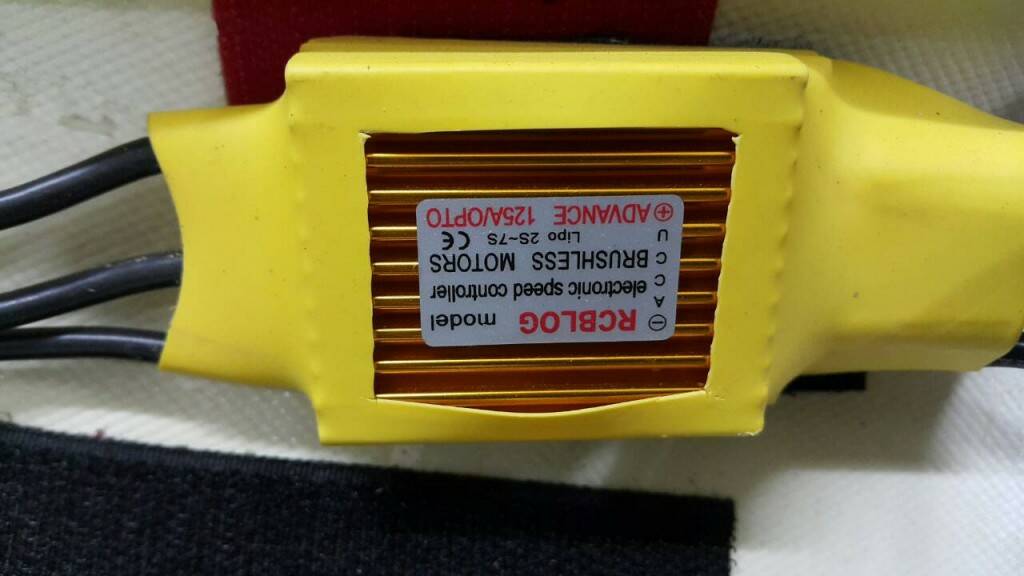 RCBLOG model
electronic speed controller
BRUSHLESS MOTORS
Lipo 2S~7S CE
ADVANCE 125A/OPTO
⊖ A C C U ⊕